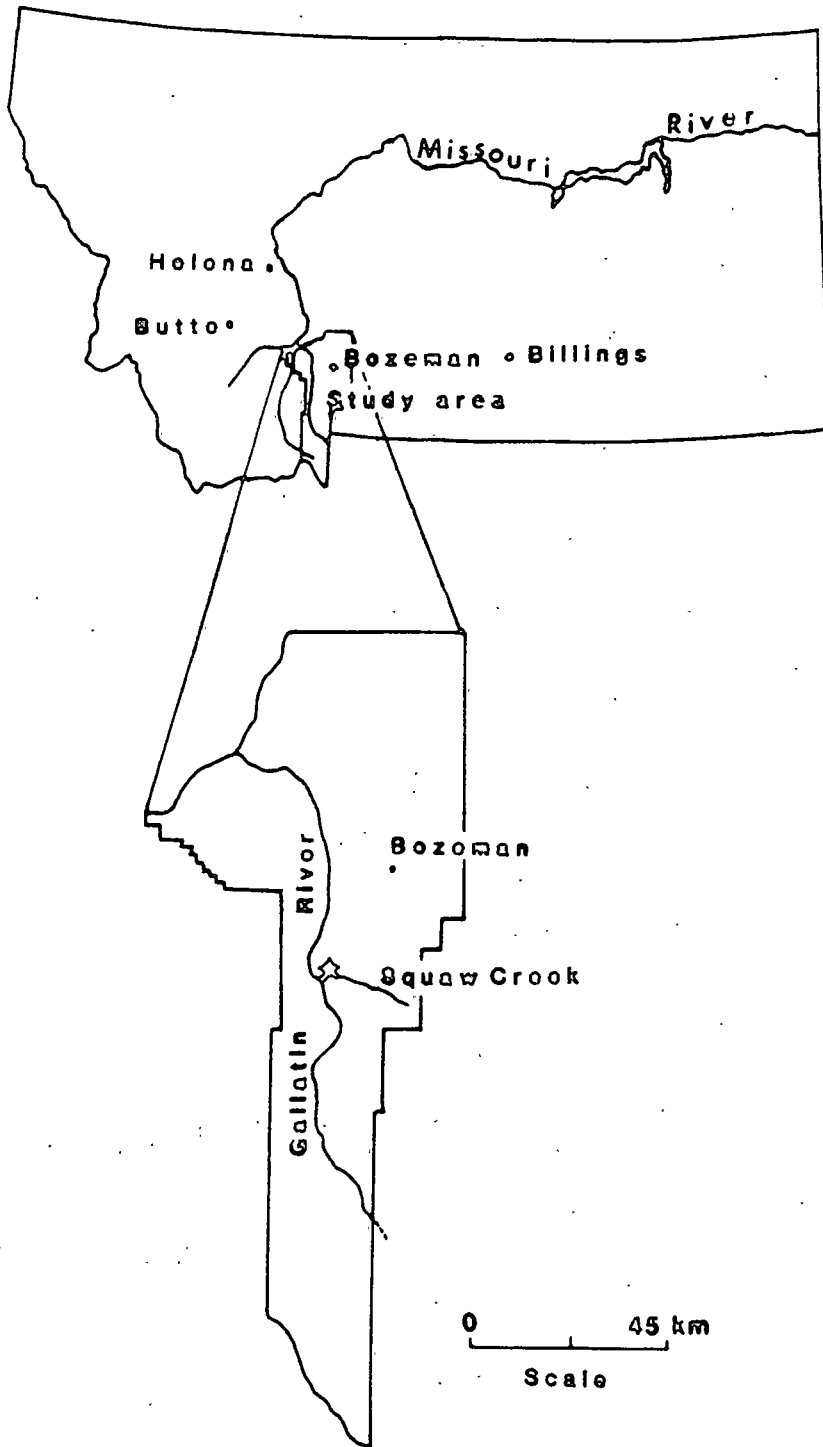 Missouri River
Holona
Butto
Bozeman
Billings
Study area
Bozoman
Rivor
Squaw Crook
Gallatin
0 45 km
Scale